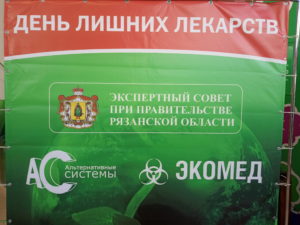 ДЕНЬ ЛИШНИХ ЛЕКАРСТВ
ЭКСПЕРТНЫЙ СОВЕТ
ПРИ ПРАВИТЕЛЬСТВЕ
РЯЗАНСКОЙ ОБЛАСТИ
АС Альтернативные
системы
ЭКОМЕД